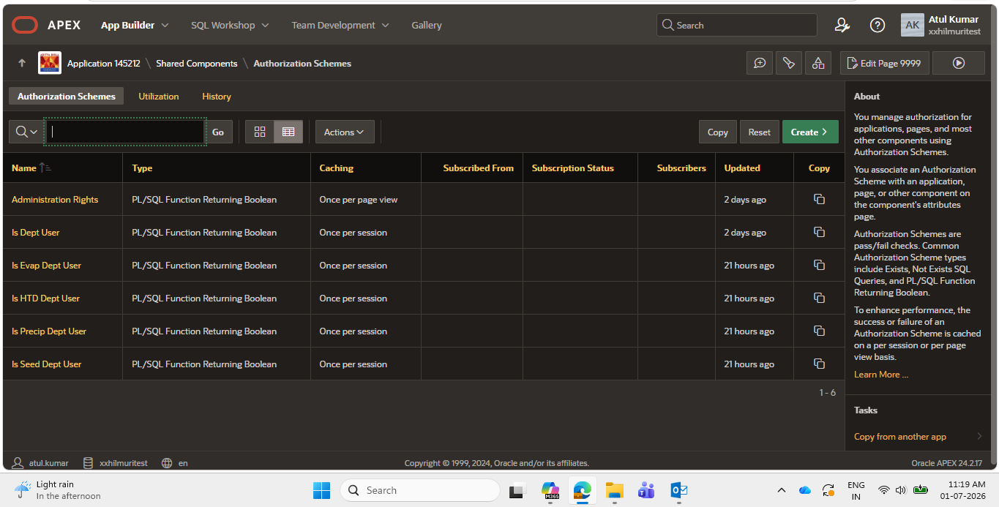 APEX App Builder SQL Workshop Team Development Gallery Search AK Atul Kumar
xxhilmuritest
Application 145212 \ Shared Components \ Authorization Schemes Edit Page 9999
Authorization Schemes Utilization History
Go Actions Copy Reset Create
Name Type Caching Subscribed From Subscription Status Subscribers Updated Copy
Administration Rights PL/SQL Function Returning Boolean Once per page view 2 days ago
Is Dept User PL/SQL Function Returning Boolean Once per session 2 days ago
Is Evap Dept User PL/SQL Function Returning Boolean Once per session 21 hours ago
Is HTD Dept User PL/SQL Function Returning Boolean Once per session 21 hours ago
Is Precip Dept User PL/SQL Function Returning Boolean Once per session 21 hours ago
Is Seed Dept User PL/SQL Function Returning Boolean Once per session 21 hours ago
1 - 6
About
You manage authorization for
applications, pages, and most
other components using
Authorization Schemes.
You associate an Authorization
Scheme with an application,
page, or other component on
the component's attributes
page.
Authorization Schemes are
pass/fail checks. Common
Authorization Scheme types
include Exists, Not Exists SQL
Queries, and PL/SQL Function
Returning Boolean.
To enhance performance, the
success or failure of an
Authorization Scheme is cached
on a per session or per page
view basis.
Learn More ...
Tasks
Copy from another app
atul.kumar xxhilmuritest en Copyright © 1999, 2024, Oracle and/or its affiliates. Oracle APEX 24.2.17
Light rain
In the afternoon
Search
M365
ENG
IN
11:19 AM
01-07-2026